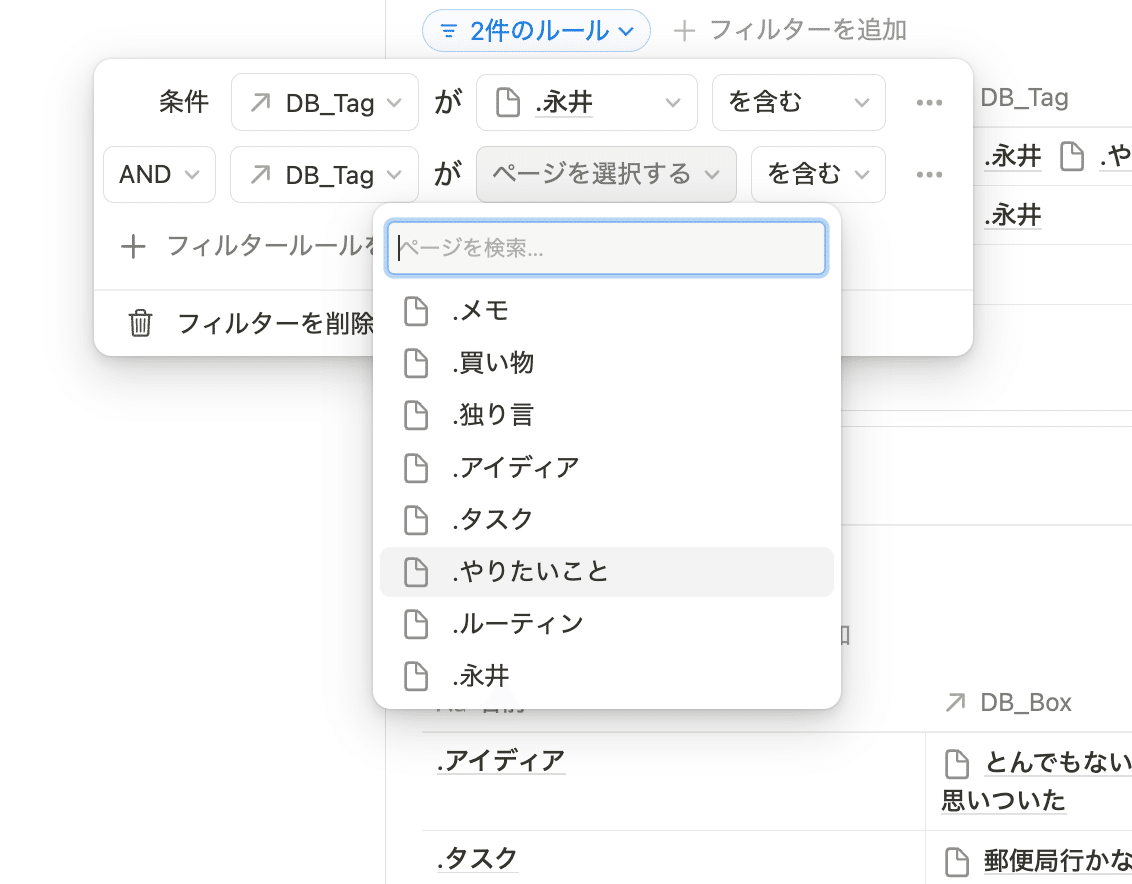 2件のルール フィルターを追加
条件 DB_Tag が .永井 を含む
DB_Tag
AND DB_Tag が ページを選択する を含む
.永井 .や
.永井
フィルタールールを
ページを検索...
フィルターを削除
.メモ
.買い物
.独り言
.アイディア
.タスク
.やりたいこと
.ルーティン
.永井
DB_Box
.アイディア とんでもない
思いついた
.タスク 郵便局行かな